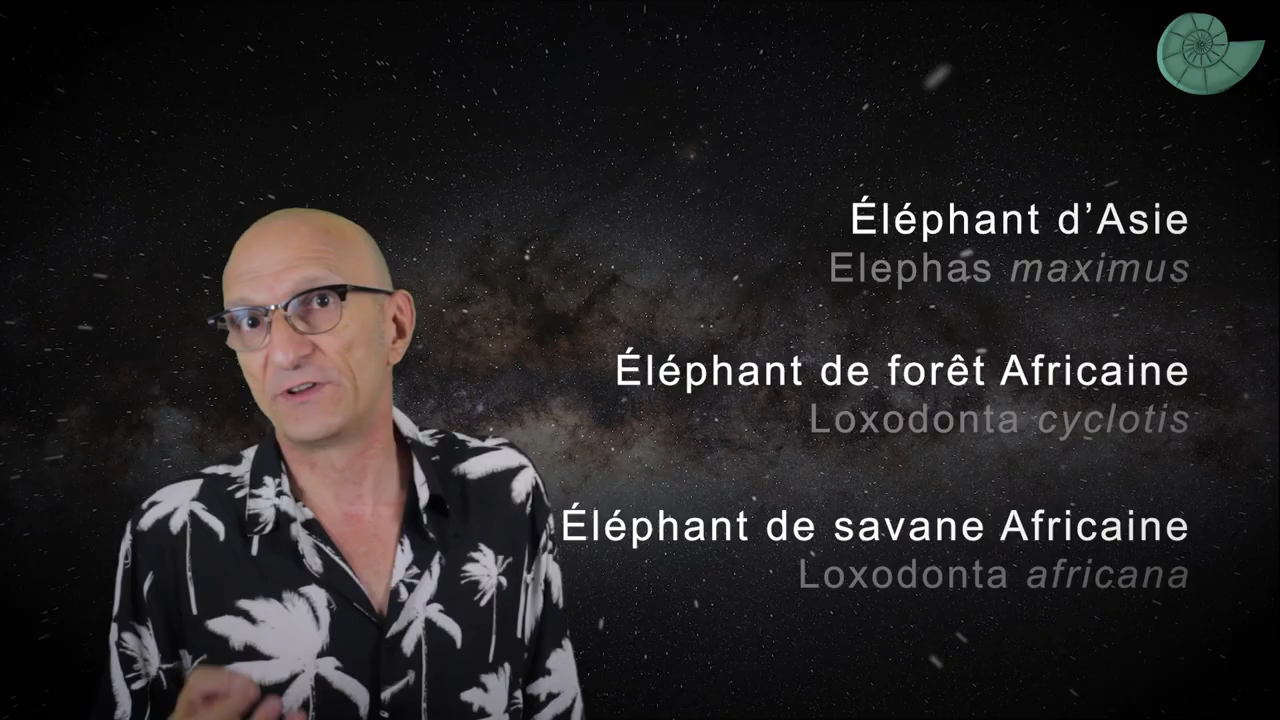 Éléphant d’Asie
Elephas maximus
Éléphant de forêt Africaine
Loxodonta cyclotis
Éléphant de savane Africaine
Loxodonta africana